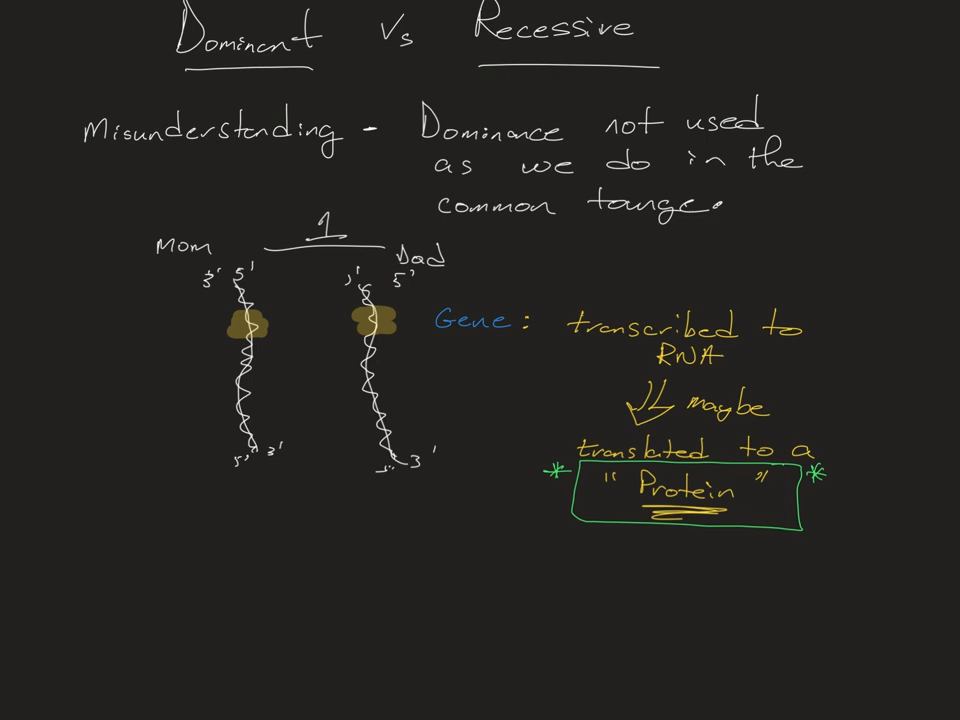 Dominant Vs Recessive
Misunderstanding - Dominance not used
as we do in the
common tounge.
1
Mom
Dad
3' 5'
5'
Gene: transcribed to
RNA
maybe
translated to a
* "Protein" *
5' 3'
3'